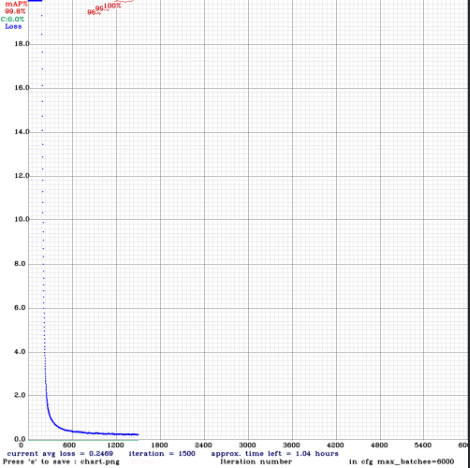 mAP%
99.8%
C:0.0%
Loss
96%
100%
18.0
16.0
14.0
12.0
10.0
8.0
6.0
4.0
2.0
0.0
0 600 1200 1800 2400 3000 3600 4200 4800 5400 60
current avg loss = 0.2469 iteration = 1500 approx. time left = 1.04 hours
Press 's' to save : chart.png Iteration number in cfg max_batches=6000